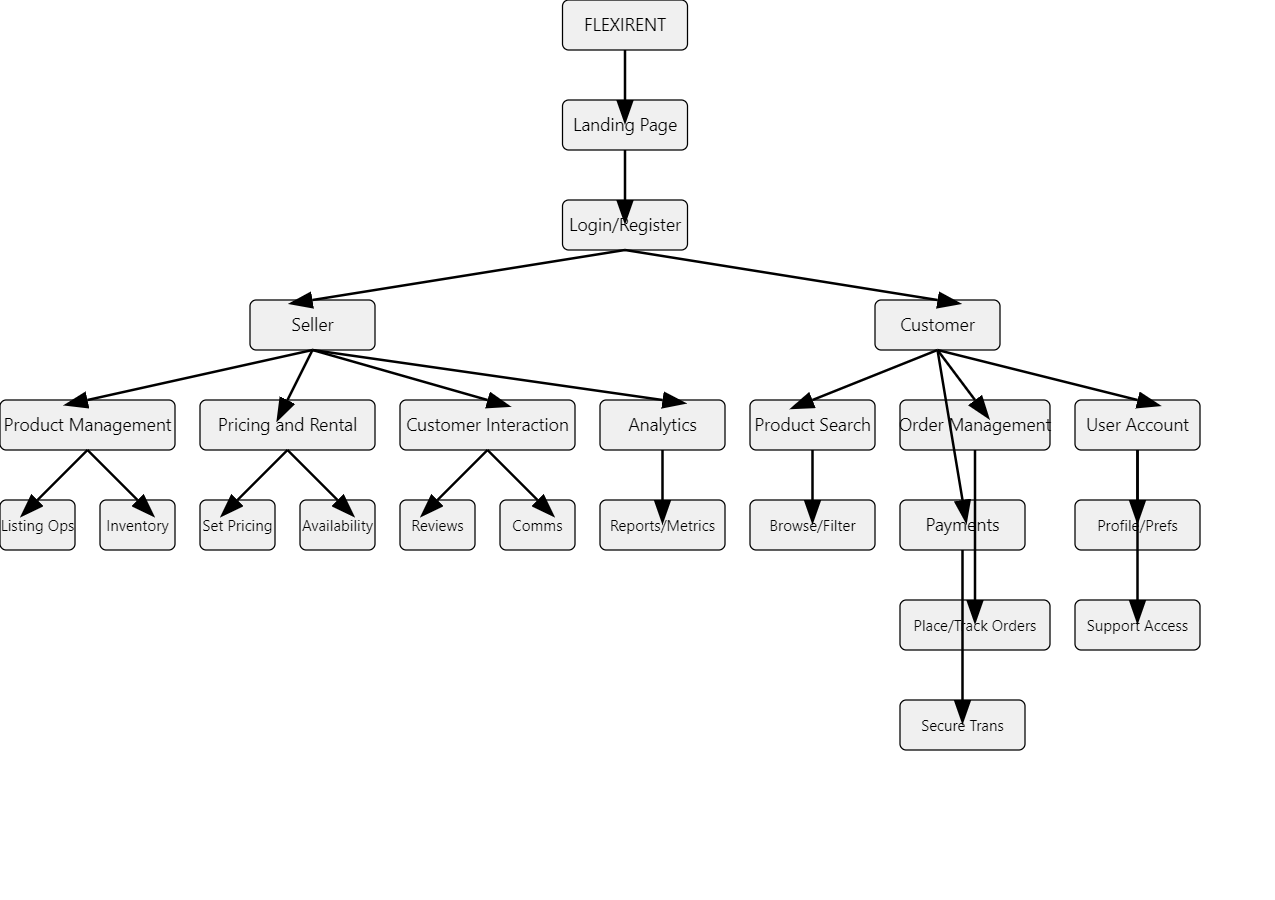 FLEXIRENT
Landing Page
Login/Register
Seller
Customer
Product Management
Pricing and Rental
Customer Interaction
Analytics
Product Search
Order Management
User Account
Listing Ops
Inventory
Set Pricing
Availability
Reviews
Comms
Reports/Metrics
Browse/Filter
Payments
Profile/Prefs
Place/Track Orders
Support Access
Secure Trans